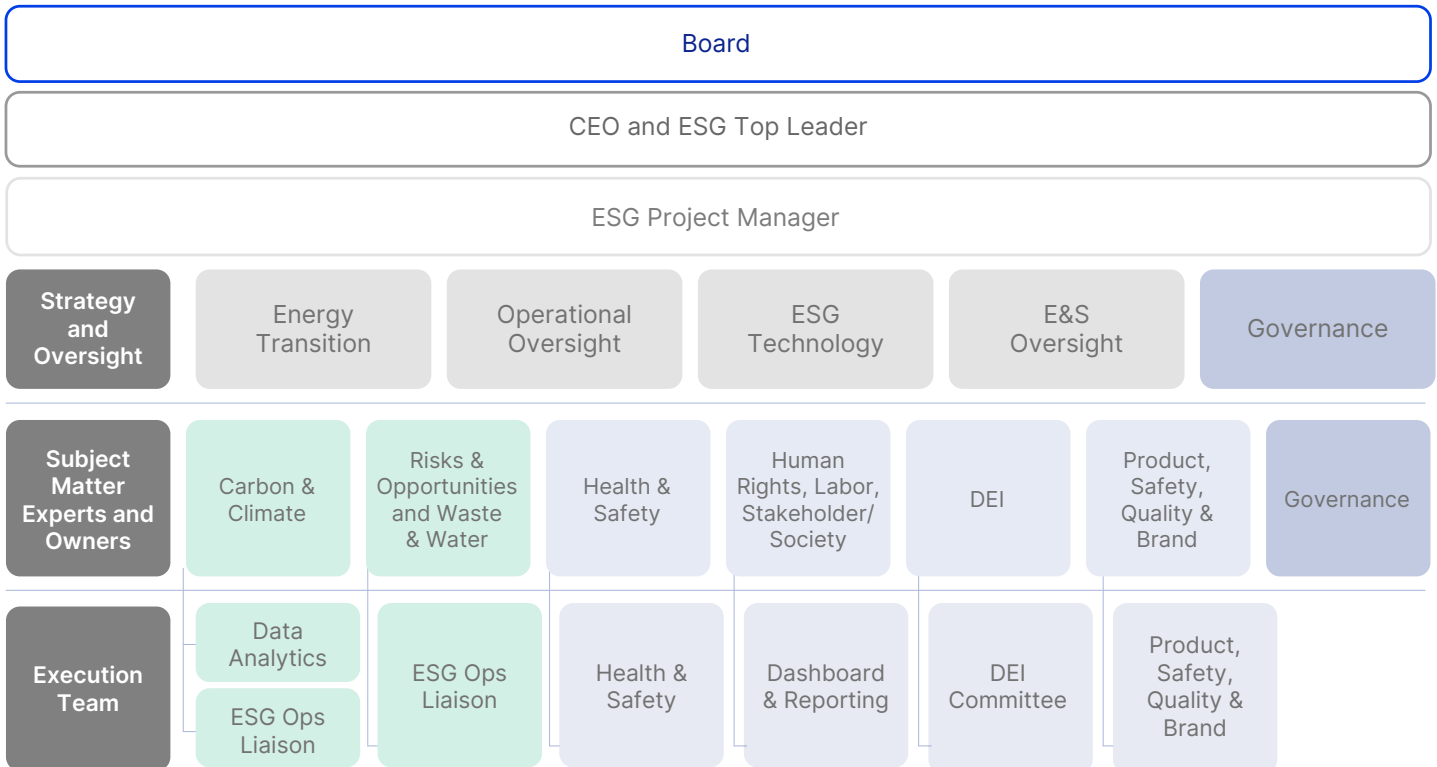 Board
CEO and ESG Top Leader
ESG Project Manager
Strategy
and
Oversight
Energy
Transition
Operational
Oversight
ESG
Technology
E&S
Oversight
Governance
Subject
Matter
Experts and
Owners
Carbon &
Climate
Risks &
Opportunities
and Waste
& Water
Health &
Safety
Human
Rights, Labor,
Stakeholder/
Society
DEI
Product,
Safety,
Quality &
Brand
Governance
Execution
Team
Data
Analytics
ESG Ops
Liaison
ESG Ops
Liaison
Health &
Safety
Dashboard
& Reporting
DEI
Committee
Product,
Safety,
Quality &
Brand